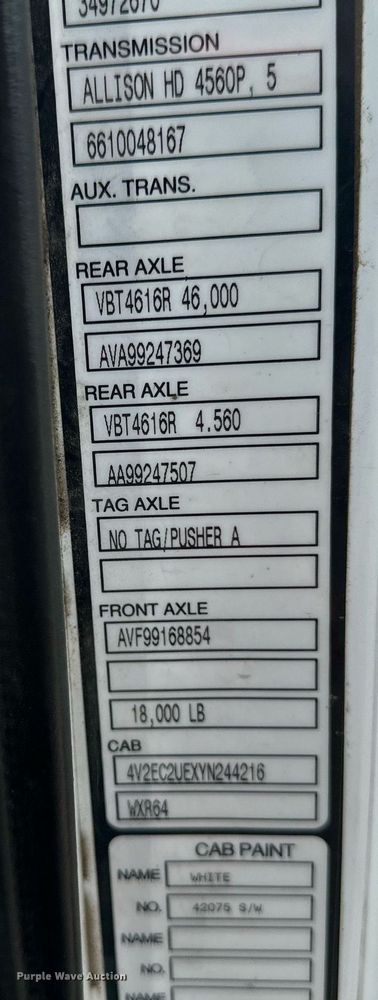 34972670
TRANSMISSION
ALLISON HD 4560P, 5
6610048167
AUX. TRANS.
REAR AXLE
VBT4616R 46,000
AVA99247369
REAR AXLE
VBT4616R 4.560
AA99247507
TAG AXLE
NO TAG/PUSHER A
FRONT AXLE
AVF99168854
18,000 LB
CAB
4V2EC2UEXYN244216
WXR64
CAB PAINT
NAME WHITE
NO. 42075 S/W
NAME
NO.
NAME
Purple Wave Auction